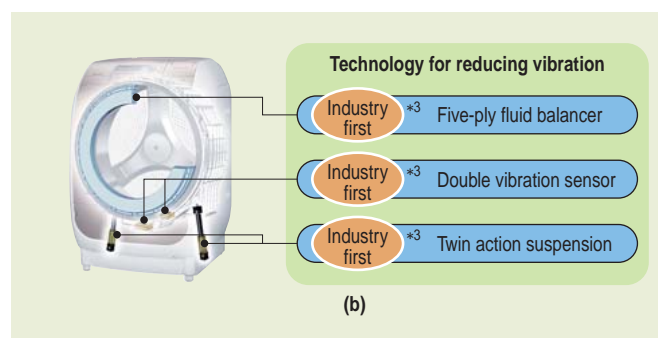 Technology for reducing vibration
Industry
first
*3 Five-ply fluid balancer
Industry
first
*3 Double vibration sensor
Industry
first
*3 Twin action suspension
(b)